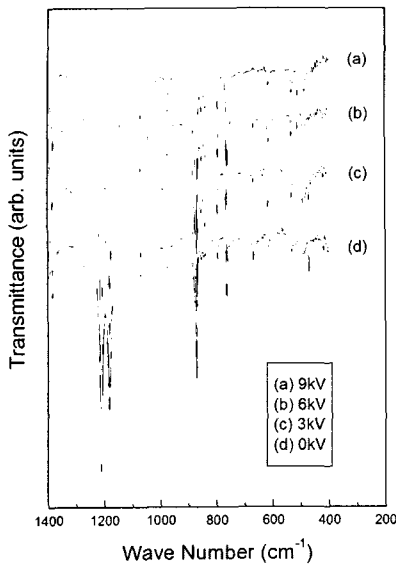 (a)
(b)
(c)
(d)
Transmittance (arb. units)
(a) 9kV
(b) 6kV
(c) 3kV
(d) 0kV
1400 1200 1000 800 600 400 200
Wave Number (cm⁻¹)